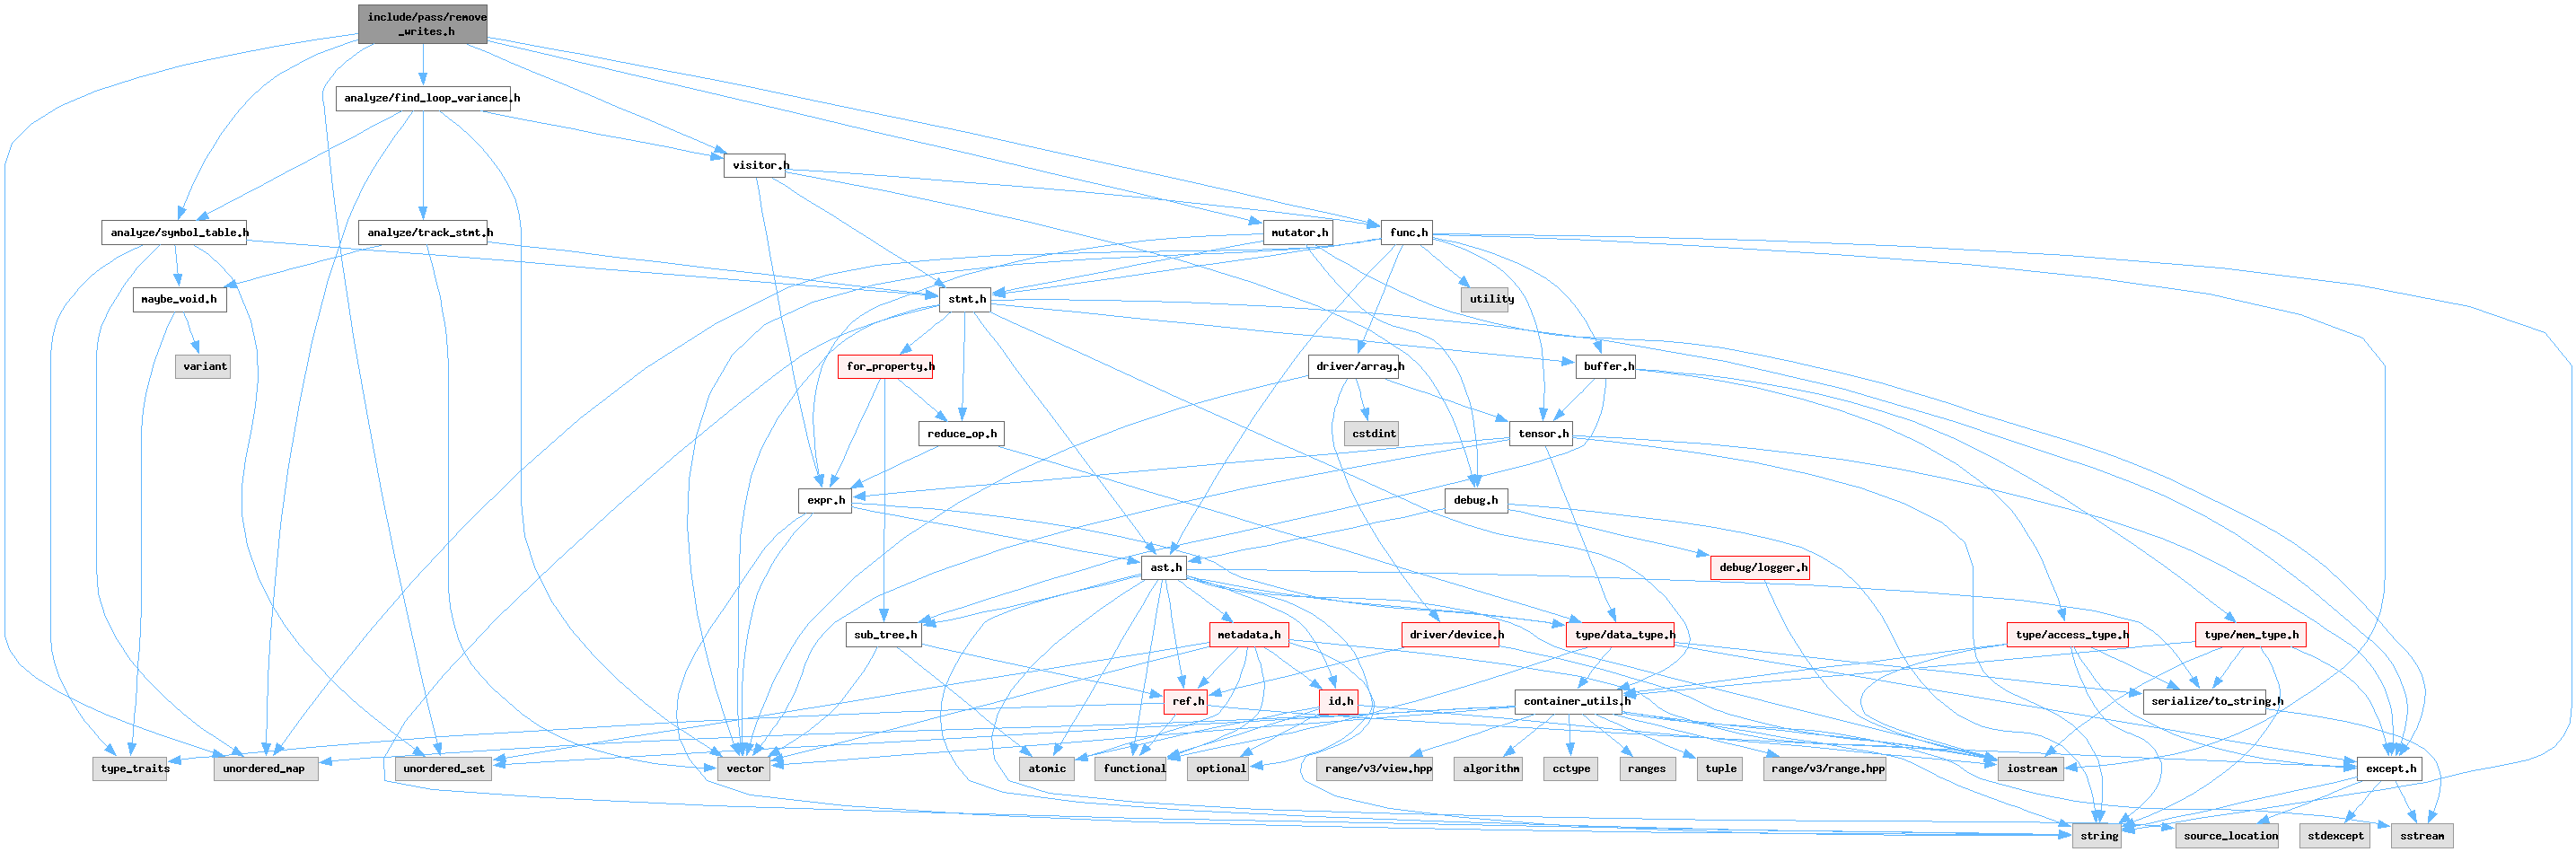 include/pass/remove
_writes.h
analyze/find_loop_variance.h
visitor.h
analyze/symbol_table.h
analyze/track_stmt.h
mutator.h
func.h
maybe_void.h
stmt.h
utility
variant
for_property.h
driver/array.h
buffer.h
reduce_op.h
cstdint
tensor.h
expr.h
debug.h
ast.h
debug/logger.h
sub_tree.h
metadata.h
driver/device.h
type/data_type.h
type/access_type.h
type/mem_type.h
ref.h
id.h
container_utils.h
serialize/to_string.h
type_traits
unordered_map
unordered_set
vector
atomic
functional
optional
range/v3/view.hpp
algorithm
cctype
ranges
tuple
range/v3/range.hpp
iostream
except.h
string
source_location
stdexcept
sstream